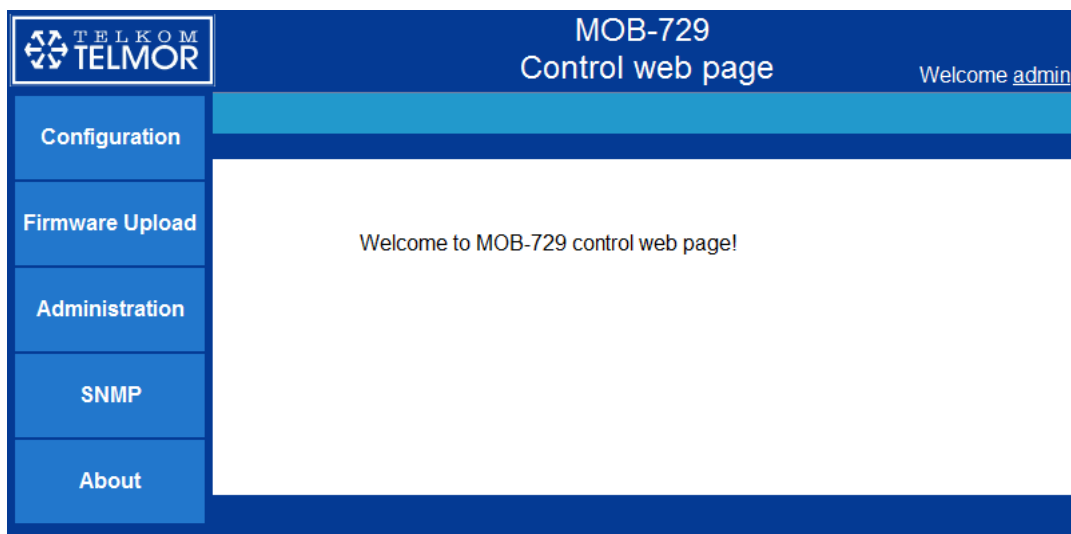 TELKOM
TELMOR
MOB-729
Control web page
Welcome admin
Configuration
Firmware Upload
Administration
SNMP
About
Welcome to MOB-729 control web page!